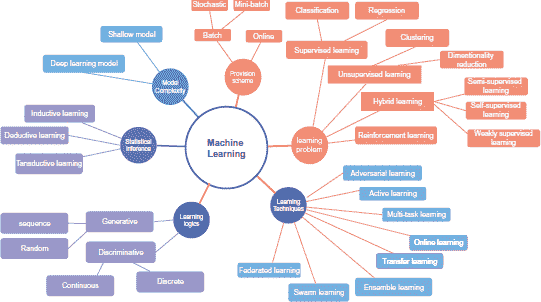 Stochastic
Mini-batch
Batch
Online
Provision
scheme
Classification
Regression
Supervised learning
Clustering
Unsupervised learning
Dimentionality
reduction
Hybrid learning
Semi-supervised
learning
Self-supervised
learning
Weakly supervised
learning
Reinforcement learning
learning
problem
Shallow model
Deep learning model
Model
Complexity
Inductive learning
Deductive learning
Transductive learning
Statistical
Inference
Machine
Learning
Learning
logics
Generative
sequence
Random
Discriminative
Continuous
Discrete
Learning
Techniques
Adversarial learning
Active learning
Multi-task learning
Online learning
Transfer learning
Ensemble learning
Swarm learning
Federated learning